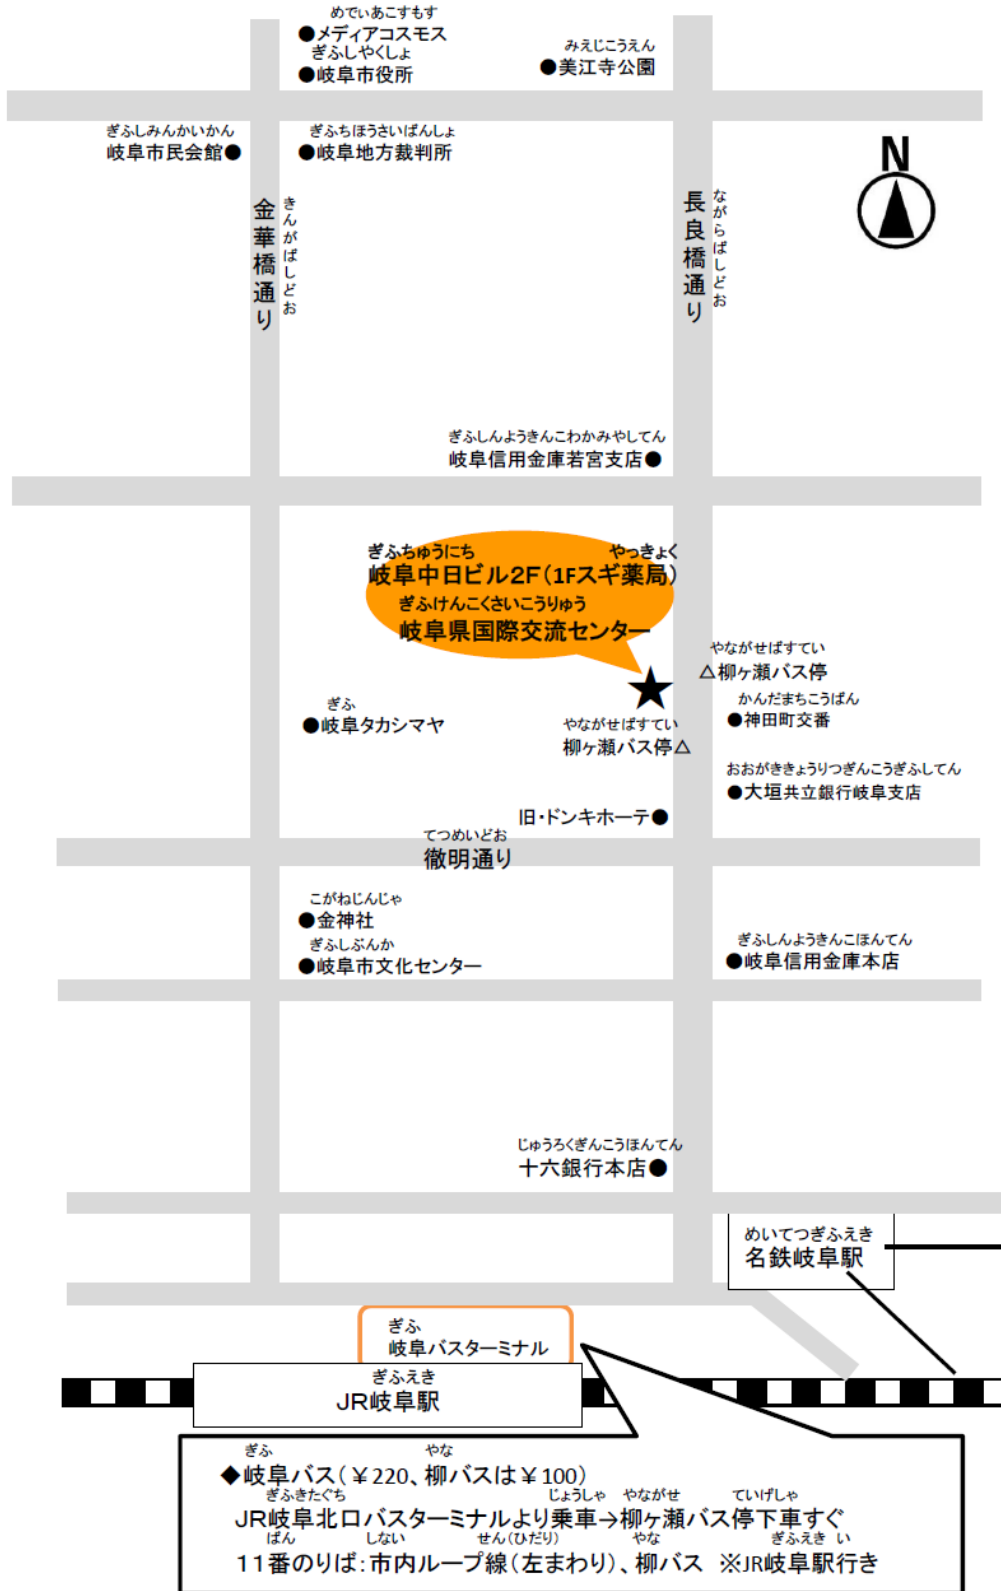 めでぃあこすもす
●メディアコスモス
ぎふしやくしょ
●岐阜市役所
みえじこうえん
●美江寺公園
ぎふしみんかいかん
岐阜市民会館●
ぎふちほうさいばんしょ
●岐阜地方裁判所
N
金華橋通り
きんがばしどお
長良橋通り
ながらばしどお
ぎふしんようきんこわかみやしてん
岐阜信用金庫若宮支店●
ぎふちゅうにち やっきょく
岐阜中日ビル2F(1Fスギ薬局)
ぎふけんこくさいこうりゅう
岐阜県国際交流センター
★
やながせばすてい
△柳ヶ瀬バス停
かんだまちこうばん
●神田町交番
ぎふ
●岐阜タカシマヤ
やながせばすてい
柳ヶ瀬バス停△
おおがききょうりつぎんこうぎふしてん
●大垣共立銀行岐阜支店
旧・ドンキホーテ●
てつめいどお
徹明通り
こがねじんじゃ
●金神社
ぎふしぶんか
●岐阜市文化センター
ぎふしんようきんこほんてん
●岐阜信用金庫本店
じゅうろくぎんこうほんてん
十六銀行本店●
めいてつぎふえき
名鉄岐阜駅
ぎふ
岐阜バスターミナル
ぎふえき
JR岐阜駅
ぎふ やな
◆岐阜バス(¥220、柳バスは¥100)
ぎふきたぐち じょうしゃ やながせ ていげしゃ
JR岐阜北口バスターミナルより乗車→柳ヶ瀬バス停下車すぐ
ばん しない せん(ひだり) やな ぎふえき い
11番のりば:市内ループ線(左まわり)、柳バス ※JR岐阜駅行き